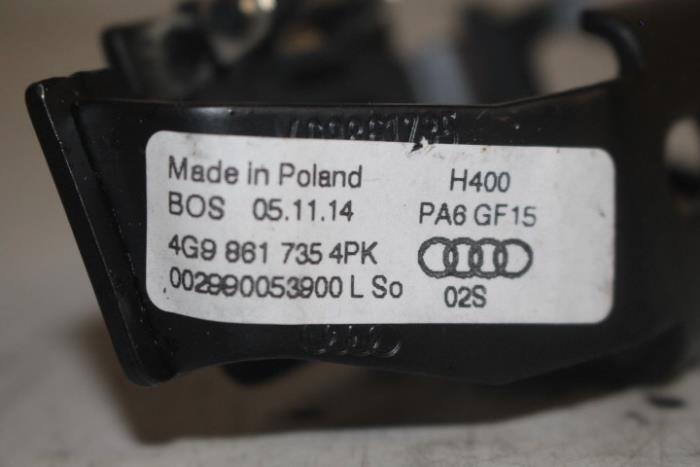 Made in Poland H400
BOS 05.11.14 PA6 GF15
4G9 861 735 4PK
002990053900 L So 02S